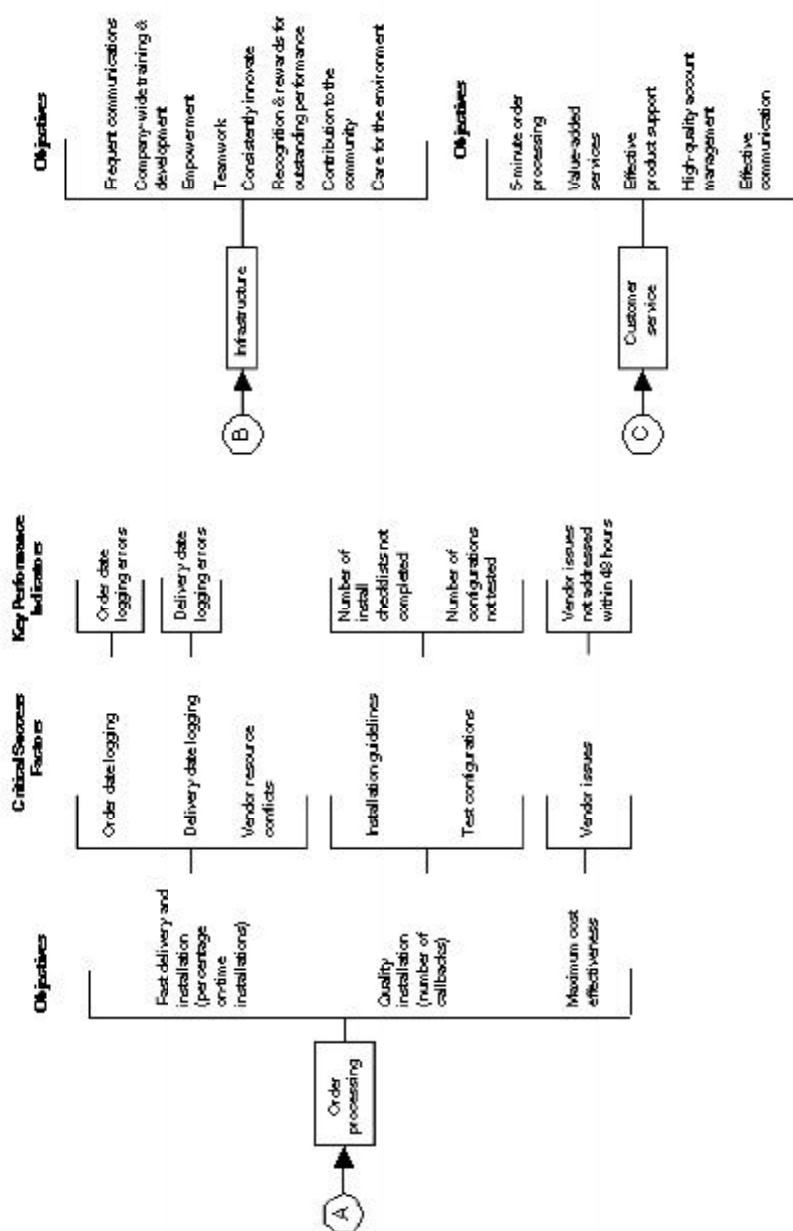 Objectives
Critical Success
Factors
Key Performance
Indicators
A
Order
processing
Fast delivery and
installation
(percentage
on-time
installations)
Quality
installation
(number of
callbacks)
Maximum cost
effectiveness
Order date logging
Delivery date logging
Vendor resource
conflicts
Installation guidelines
Test configurations
Vendor issues
Order date
logging errors
Delivery date
logging errors
Number of
install
checklists not
completed
Number of
configurations
not tested
Vendor issues
not addressed
within 48 hours
Objectives
B
Infrastructure
Frequent communications
Company-wide training &
development
Empowerment
Teamwork
Consistently innovate
Recognition & rewards for
outstanding performance
Contribution to the
community
Care for the environment
Objectives
C
Customer
service
5-minute order
processing
Value-added
services
Effective
product support
High-quality account
management
Effective
communication